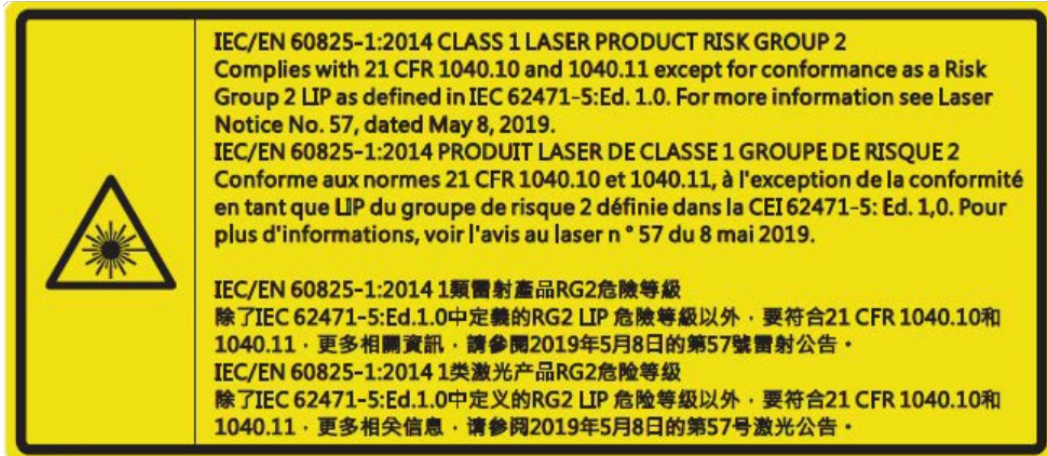 IEC/EN 60825-1:2014 CLASS 1 LASER PRODUCT RISK GROUP 2
Complies with 21 CFR 1040.10 and 1040.11 except for conformance as a Risk
Group 2 LIP as defined in IEC 62471-5:Ed. 1.0. For more information see Laser
Notice No. 57, dated May 8, 2019.
IEC/EN 60825-1:2014 PRODUIT LASER DE CLASSE 1 GROUPE DE RISQUE 2
Conforme aux normes 21 CFR 1040.10 et 1040.11, à l'exception de la conformité
en tant que LIP du groupe de risque 2 définie dans la CEI 62471-5: Ed. 1,0. Pour
plus d'informations, voir l'avis au laser n ° 57 du 8 mai 2019.
IEC/EN 60825-1:2014 1類雷射產品RG2危險等級
除了IEC 62471-5:Ed.1.0中定義的RG2 LIP 危險等級以外，要符合21 CFR 1040.10和
1040.11，更多相關資訊，請參閱2019年5月8日的第57號雷射公告。
IEC/EN 60825-1:2014 1类激光产品RG2危险等级
除了IEC 62471-5:Ed.1.0中定义的RG2 LIP 危险等级以外，要符合21 CFR 1040.10和
1040.11，更多相关信息，请参阅2019年5月8日的第57号激光公告。